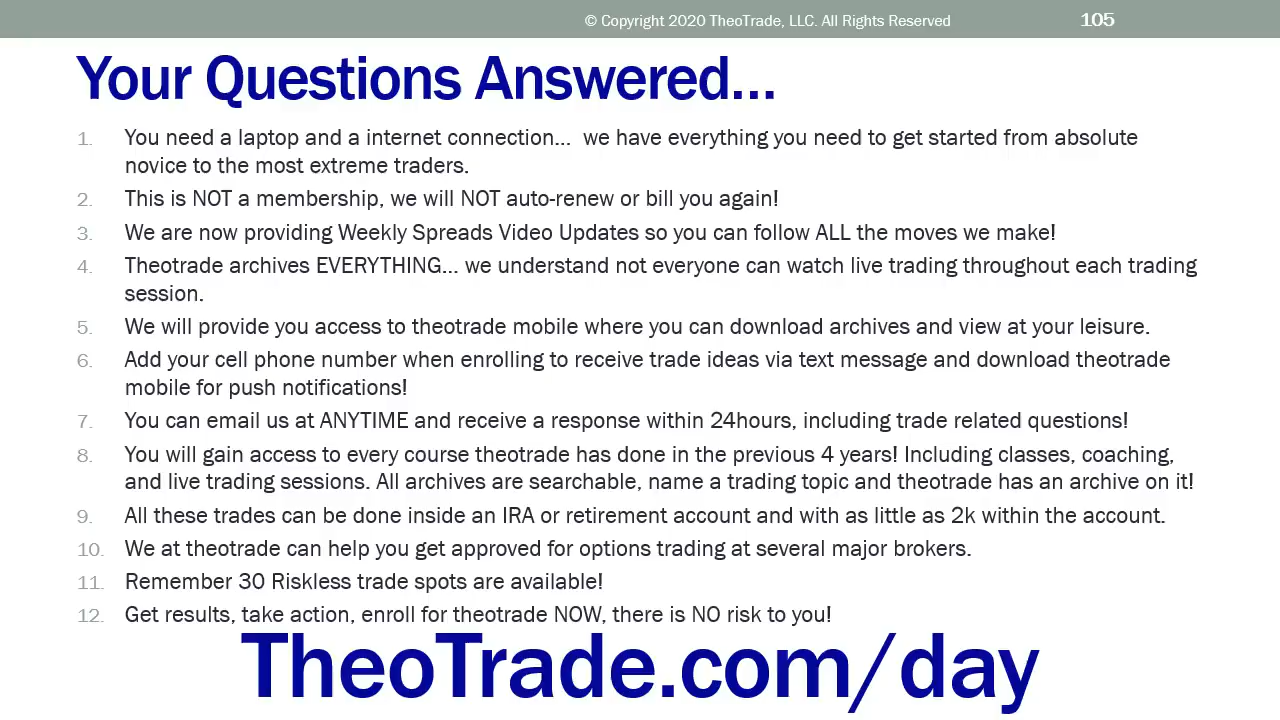 © Copyright 2020 TheoTrade, LLC. All Rights Reserved 105
Your Questions Answered...
1. You need a laptop and a internet connection... we have everything you need to get started from absolute
novice to the most extreme traders.
2. This is NOT a membership, we will NOT auto-renew or bill you again!
3. We are now providing Weekly Spreads Video Updates so you can follow ALL the moves we make!
4. Theotrade archives EVERYTHING... we understand not everyone can watch live trading throughout each trading
session.
5. We will provide you access to theotrade mobile where you can download archives and view at your leisure.
6. Add your cell phone number when enrolling to receive trade ideas via text message and download theotrade
mobile for push notifications!
7. You can email us at ANYTIME and receive a response within 24hours, including trade related questions!
8. You will gain access to every course theotrade has done in the previous 4 years! Including classes, coaching,
and live trading sessions. All archives are searchable, name a trading topic and theotrade has an archive on it!
9. All these trades can be done inside an IRA or retirement account and with as little as 2k within the account.
10. We at theotrade can help you get approved for options trading at several major brokers.
11. Remember 30 Riskless trade spots are available!
12. Get results, take action, enroll for theotrade NOW, there is NO risk to you!
TheoTrade.com/day